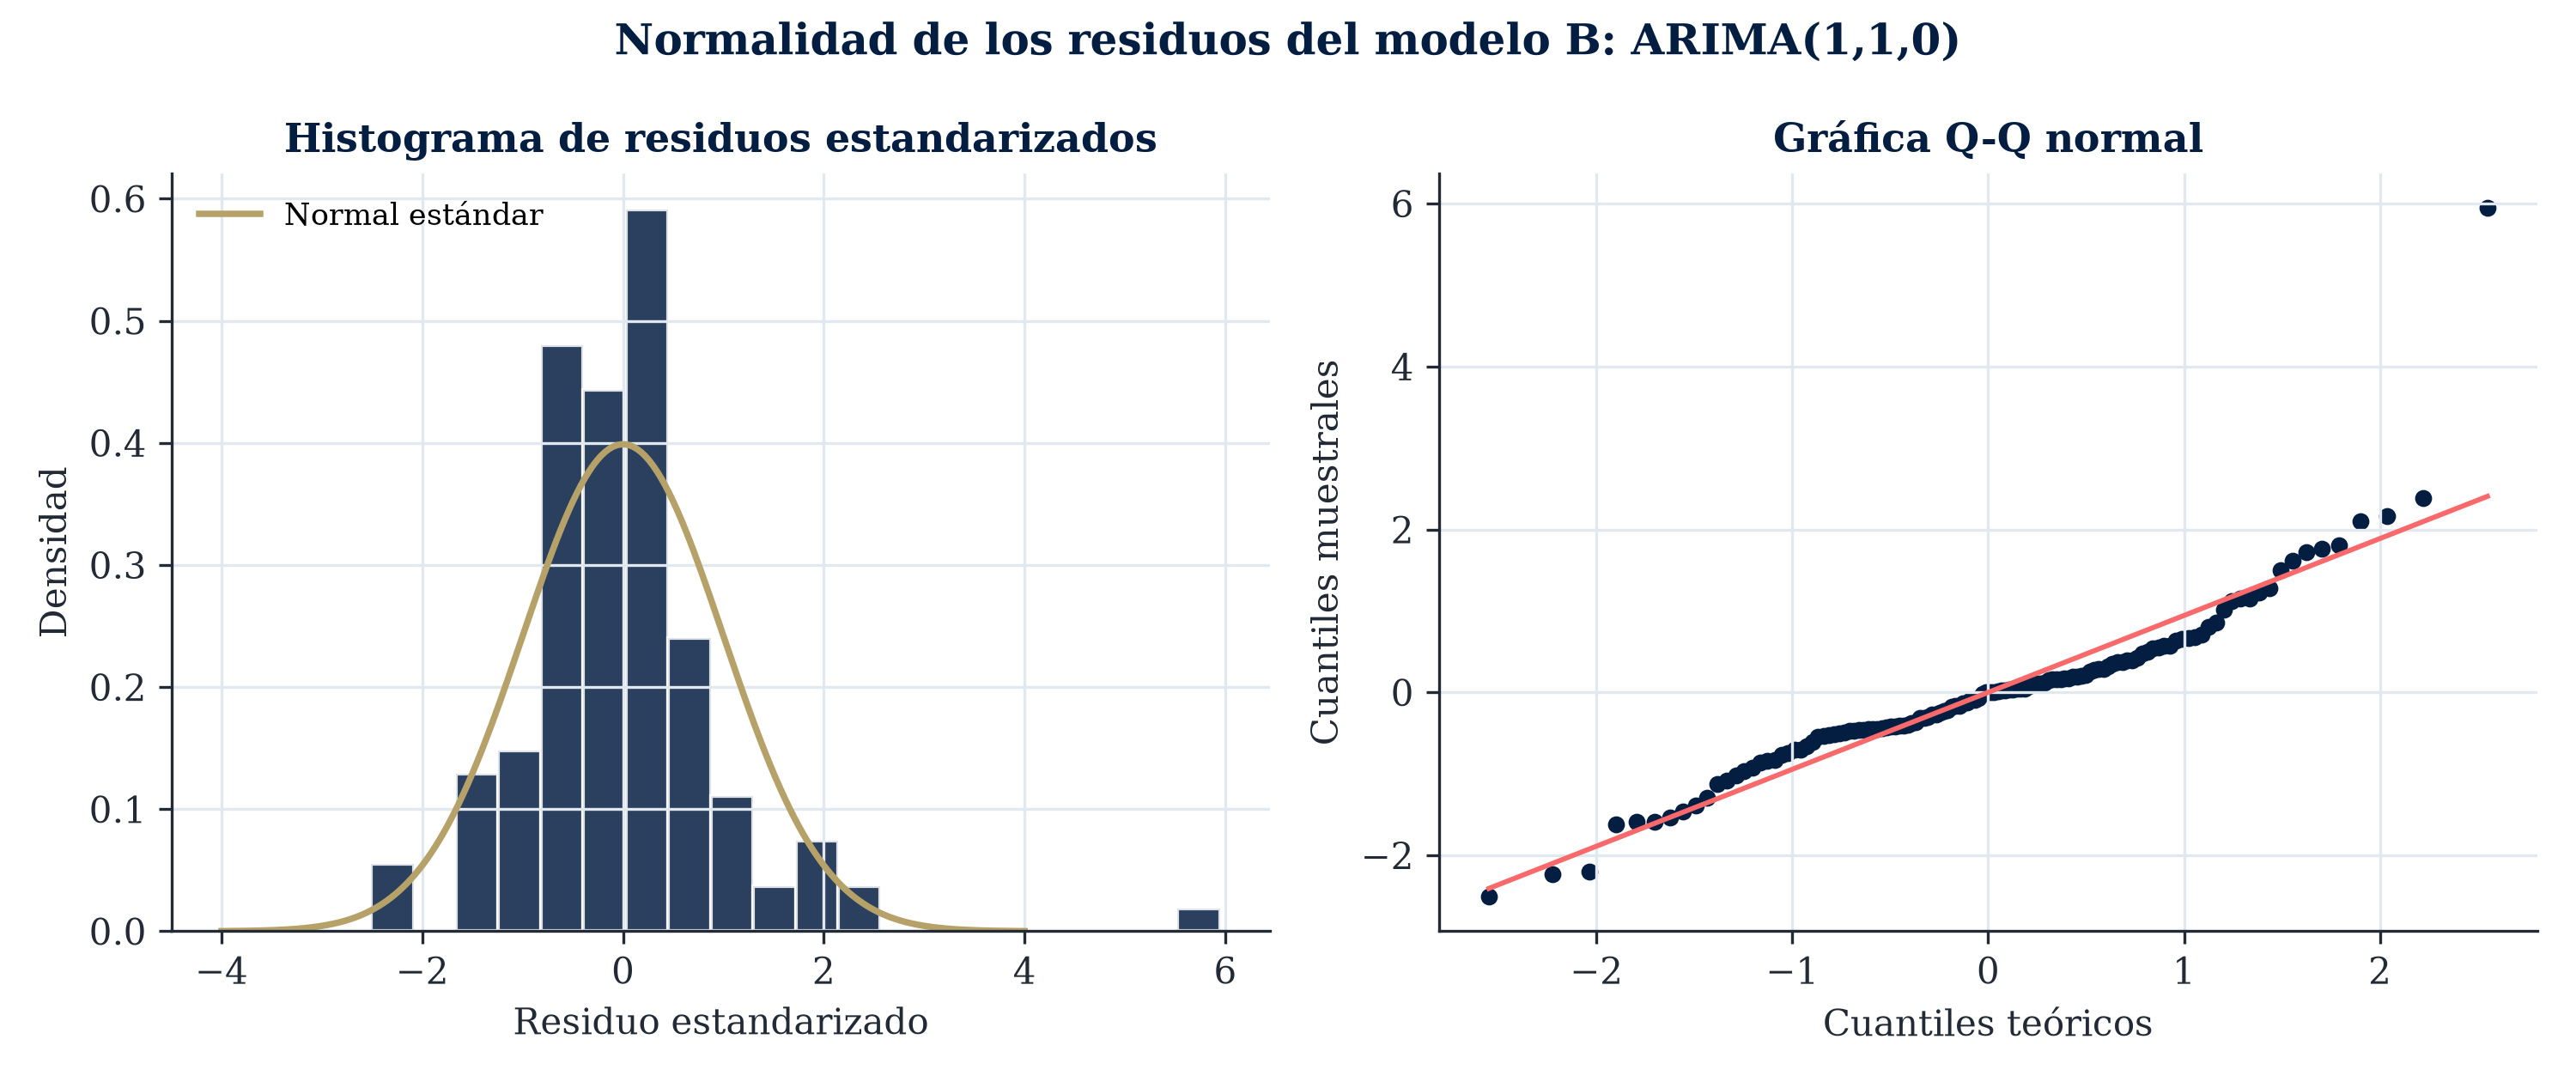 Normalidad de los residuos del modelo B: ARIMA(1,1,0)
Histograma de residuos estandarizados
Normal estándar
Densidad
0.6
0.5
0.4
0.3
0.2
0.1
0.0
−4 −2 0 2 4 6
Residuo estandarizado
Gráfica Q-Q normal
Cuantiles muestrales
6
4
2
0
−2
−2 −1 0 1 2
Cuantiles teóricos